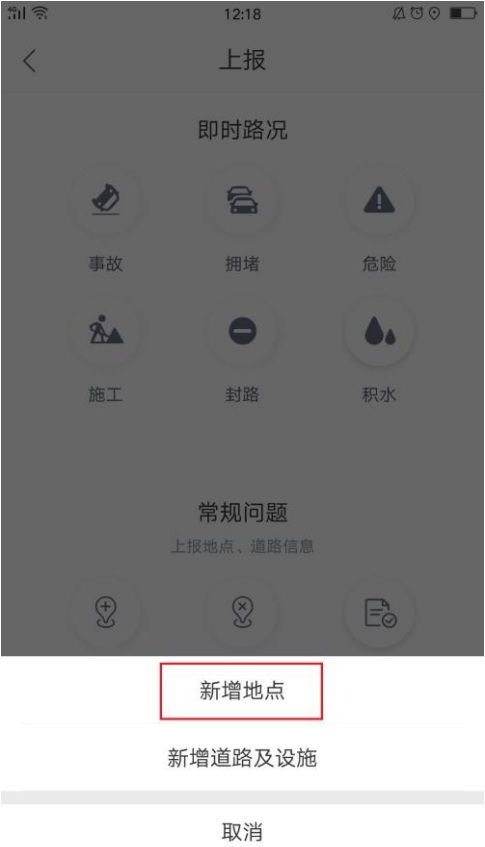 4G 12:18
上报
即时路况
事故 拥堵 危险
施工 封路 积水
常规问题
上报地点、道路信息
新增地点
新增道路及设施
取消